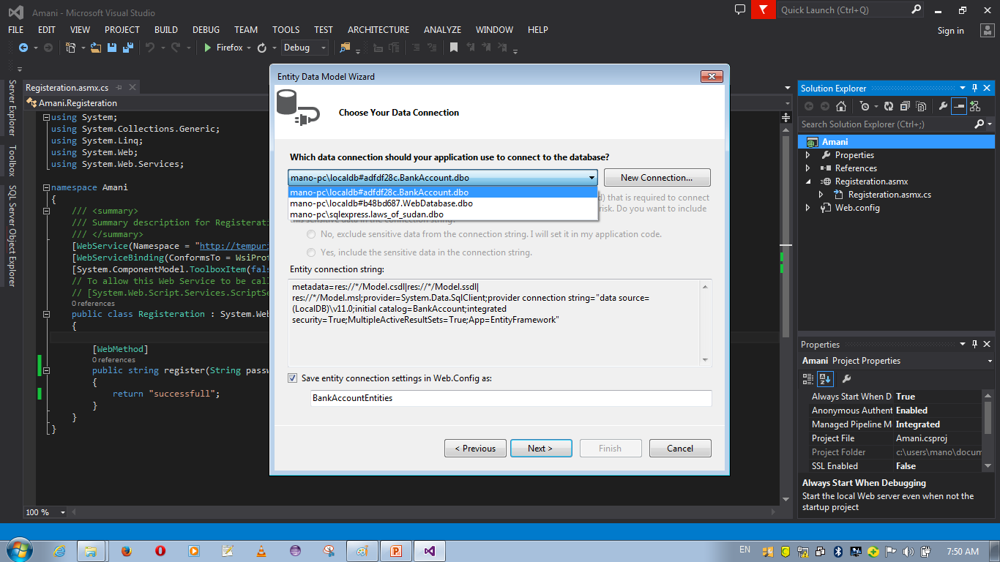 Amani - Microsoft Visual Studio
Quick Launch (Ctrl+Q)
FILE EDIT VIEW PROJECT BUILD DEBUG TEAM TOOLS TEST ARCHITECTURE ANALYZE WINDOW HELP
Sign in
Firefox Debug
Server Explorer
Toolbox
SQL Server Object Explorer
Registeration.asmx.cs
Amani.Registeration
using System;
using System.Collections.Generic;
using System.Linq;
using System.Web;
using System.Web.Services;
namespace Amani
{
/// <summary>
/// Summary description for Registerati
/// </summary>
[WebService(Namespace = "http://tempuri
[WebServiceBinding(ConformsTo = WsiProf
[System.ComponentModel.ToolboxItem(fals
// To allow this Web Service to be call
// [System.Web.Script.Services.ScriptSe
0 references
public class Registeration : System.Web
{
[WebMethod]
0 references
public string register(String passw
{
return "successfull";
}
}
}
100 %
Entity Data Model Wizard
Choose Your Data Connection
Which data connection should your application use to connect to the database?
mano-pc\localdb#adfdf28c.BankAccount.dbo
New Connection...
mano-pc\localdb#adfdf28c.BankAccount.dbo
mano-pc\localdb#b48bd687.WebDatabase.dbo
mano-pc\sqlexpress.laws_of_sudan.dbo
d) that is required to connect
risk. Do you want to include
this sensitive data in the connection string?
No, exclude sensitive data from the connection string. I will set it in my application code.
Yes, include the sensitive data in the connection string.
Entity connection string:
metadata=res://*/Model.csdl|res://*/Model.ssdl|
res://*/Model.msl;provider=System.Data.SqlClient;provider connection string="data source=
(LocalDB)\v11.0;initial catalog=BankAccount;integrated
security=True;MultipleActiveResultSets=True;App=EntityFramework"
Save entity connection settings in Web.Config as:
BankAccountEntities
< Previous
Next >
Finish
Cancel
Solution Explorer
Search Solution Explorer (Ctrl+;)
Amani
Properties
References
Registeration.asmx
Registeration.asmx.cs
Web.config
Properties
Amani Project Properties
Always Start When D True
Anonymous Authent Enabled
Managed Pipeline M Integrated
Project File Amani.csproj
Project Folder c:\users\mano\docum
SSL Enabled False
Always Start When Debugging
Start the local Web server even when not the
startup project
EN
7:50 AM